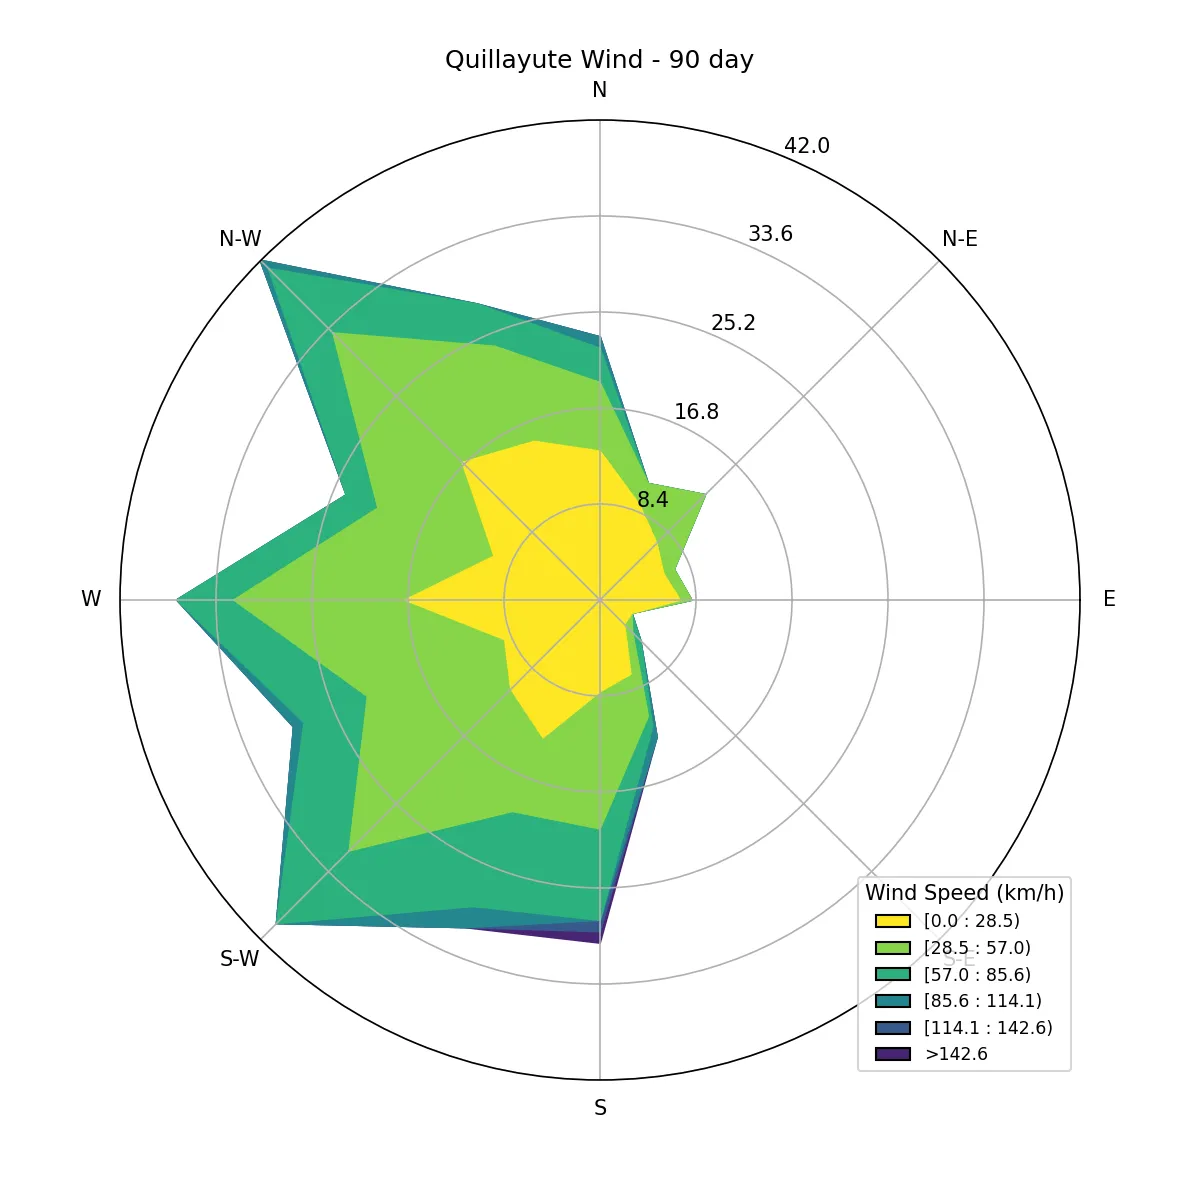 Quillayute Wind - 90 day
N
42.0
33.6
N-W
N-E
25.2
16.8
8.4
W
E
Wind Speed (km/h)
[0.0 : 28.5)
[28.5 : 57.0)
S-W
S-E
[57.0 : 85.6)
[85.6 : 114.1)
[114.1 : 142.6)
>142.6
S